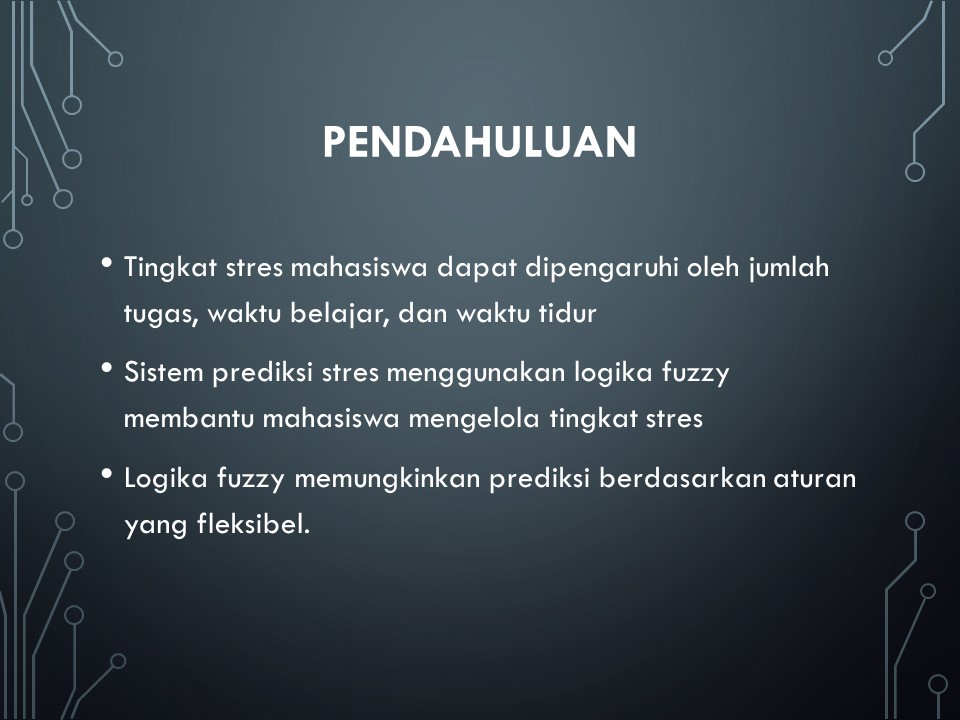 PENDAHULUAN
• Tingkat stres mahasiswa dapat dipengaruhi oleh jumlah
tugas, waktu belajar, dan waktu tidur
• Sistem prediksi stres menggunakan logika fuzzy
membantu mahasiswa mengelola tingkat stres
• Logika fuzzy memungkinkan prediksi berdasarkan aturan
yang fleksibel.